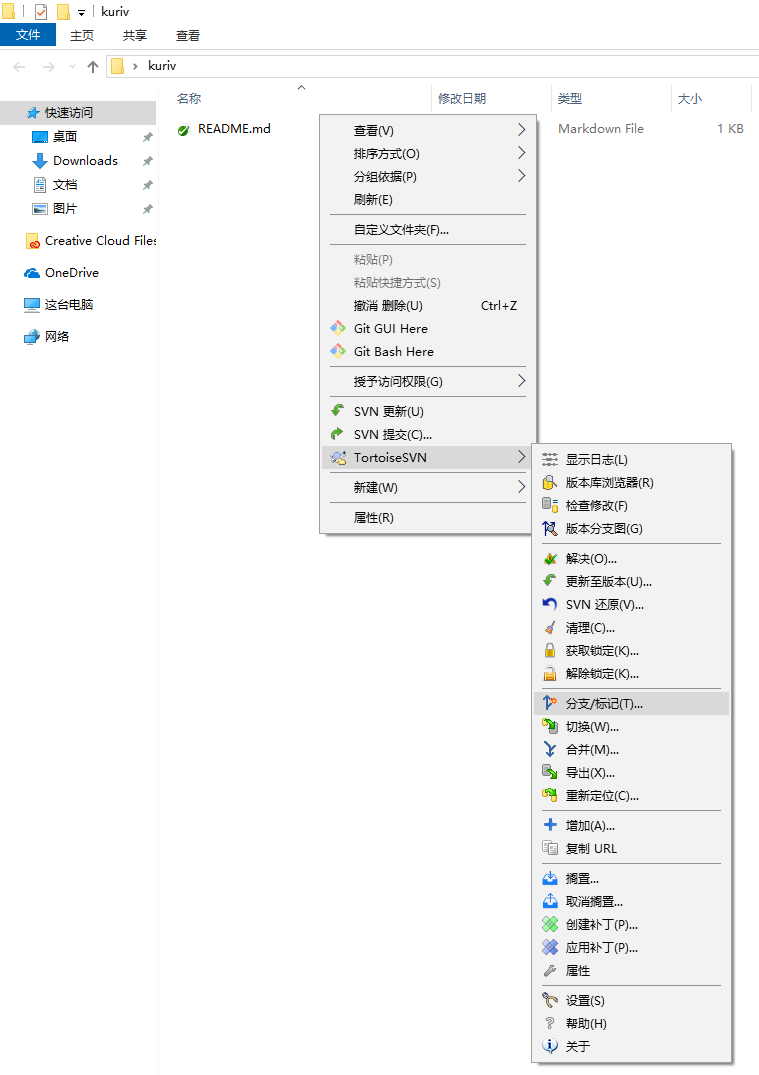 kuriv
文件 主页 共享 查看
kuriv
名称 修改日期 类型 大小
快速访问
桌面
Downloads
文档
图片
Creative Cloud Files
OneDrive
这台电脑
网络
README.md Markdown File 1 KB
查看(V)
排序方式(O)
分组依据(P)
刷新(E)
自定义文件夹(F)...
粘贴(P)
粘贴快捷方式(S)
撤消 删除(U) Ctrl+Z
Git GUI Here
Git Bash Here
授予访问权限(G)
SVN 更新(U)
SVN 提交(C)...
TortoiseSVN
新建(W)
属性(R)
显示日志(L)
版本库浏览器(R)
检查修改(F)
版本分支图(G)
解决(O)...
更新至版本(U)...
SVN 还原(V)...
清理(C)...
获取锁定(K)...
解除锁定(K)...
分支/标记(T)...
切换(W)...
合并(M)...
导出(X)...
重新定位(C)...
增加(A)...
复制 URL
搁置...
取消搁置...
创建补丁(P)...
应用补丁(P)...
属性
设置(S)
帮助(H)
关于